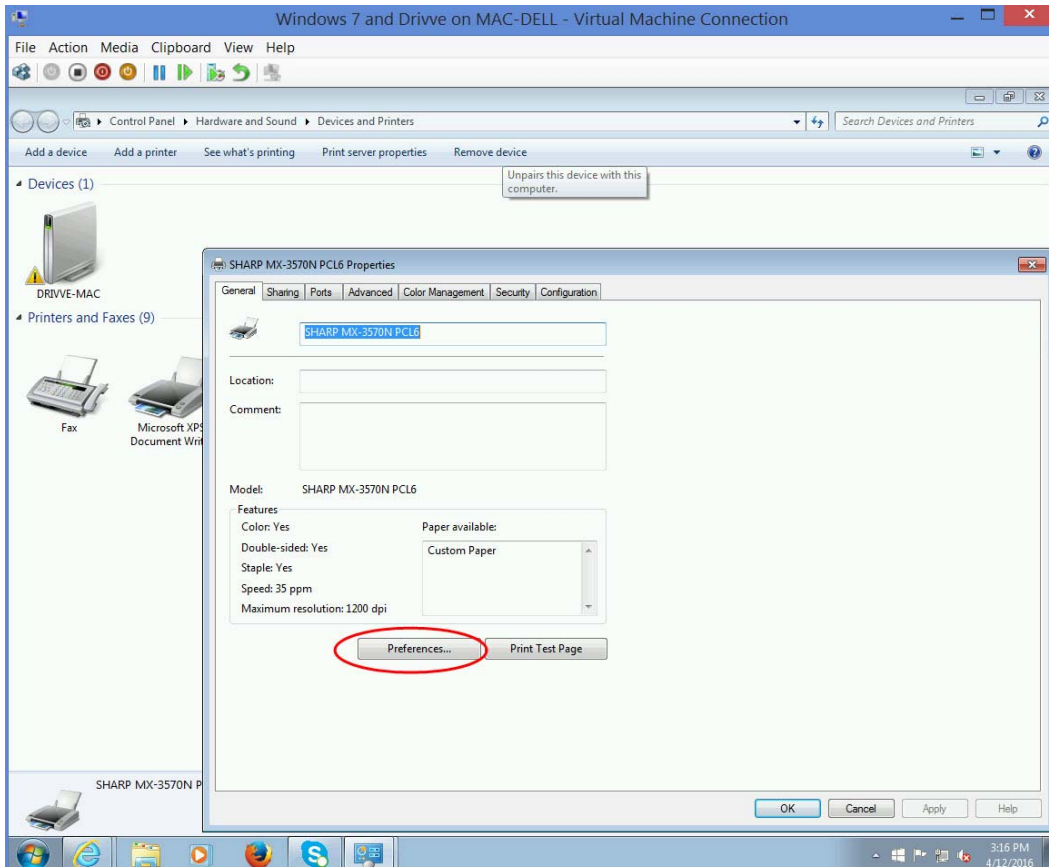 Windows 7 and Drivve on MAC-DELL - Virtual Machine Connection
File Action Media Clipboard View Help
Control Panel Hardware and Sound Devices and Printers
Search Devices and Printers
Add a device Add a printer See what's printing Print server properties Remove device
Unpairs this device with this
computer.
Devices (1)
DRIVVE-MAC
Printers and Faxes (9)
Fax
Microsoft XPS
Document Writ
SHARP MX-3570N PCL6 Properties
General Sharing Ports Advanced Color Management Security Configuration
SHARP MX-3570N PCL6
Location:
Comment:
Model: SHARP MX-3570N PCL6
Features
Color: Yes
Double-sided: Yes
Staple: Yes
Speed: 35 ppm
Maximum resolution: 1200 dpi
Paper available:
Custom Paper
Preferences... Print Test Page
OK Cancel Apply Help
SHARP MX-3570N P
3:16 PM
4/12/2016